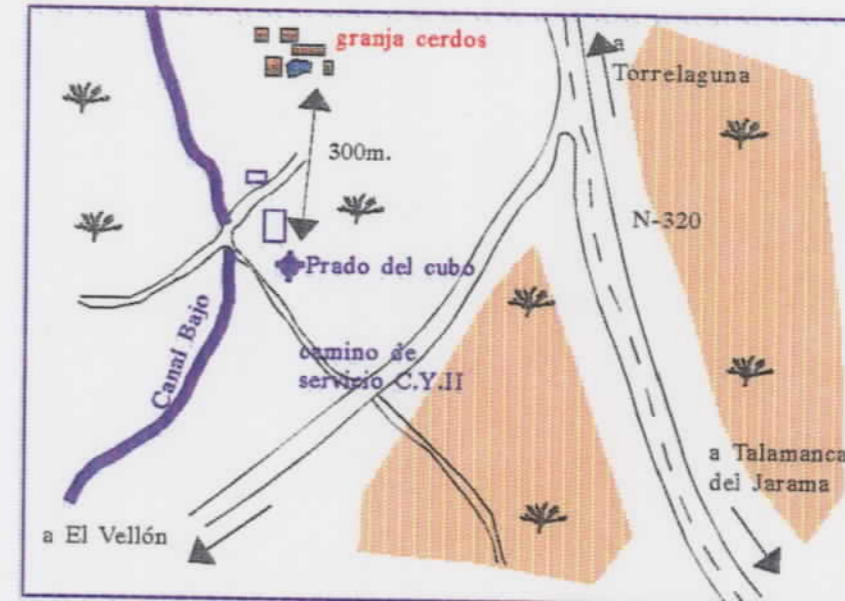 granja cerdos
a
Torrelaguna
300m.
N-320
Prado del cubo
Canal Bajo
camino de
servicio C.Y.II
a Talamanca
del Jarama
a El Vellón